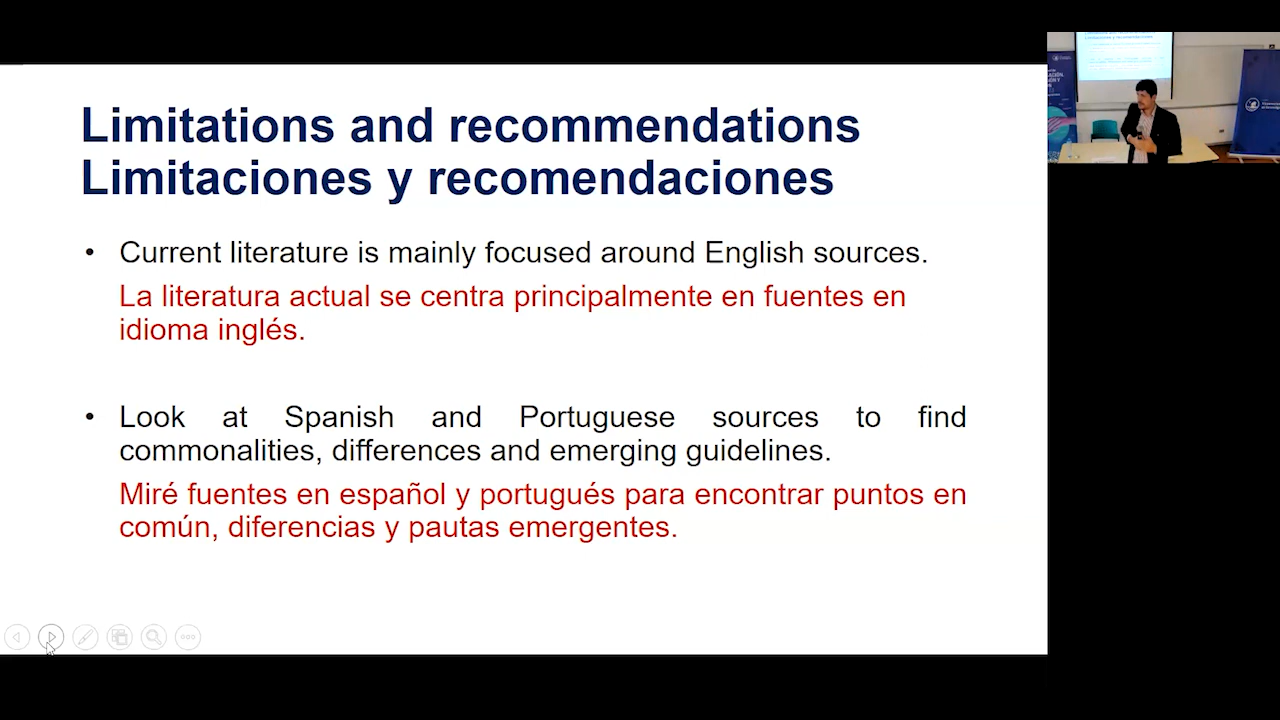 Limitations and recommendations
Limitaciones y recomendaciones
• Current literature is mainly focused around English sources.
La literatura actual se centra principalmente en fuentes en
idioma inglés.
• Look at Spanish and Portuguese sources to find
commonalities, differences and emerging guidelines.
Miré fuentes en español y portugués para encontrar puntos en
común, diferencias y pautas emergentes.